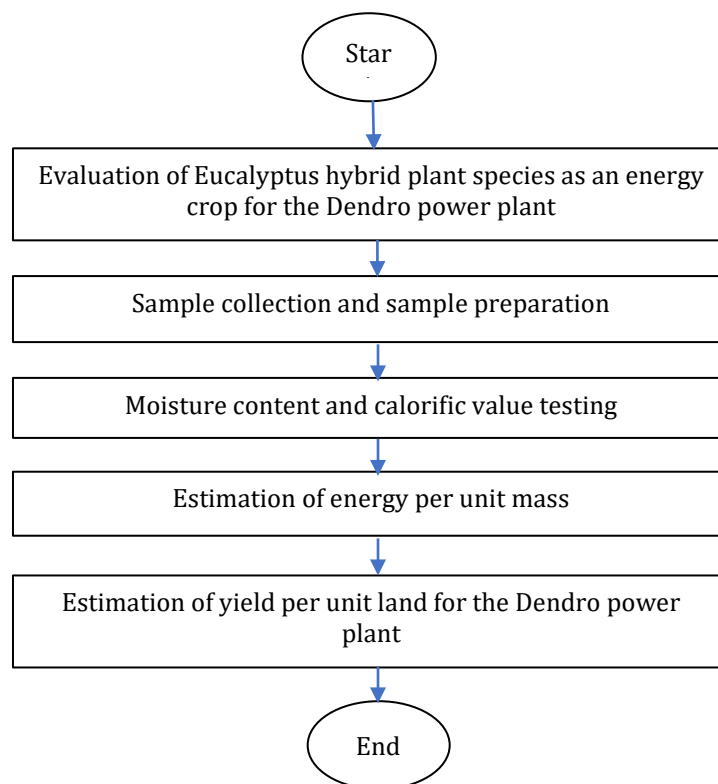 Star
Evaluation of Eucalyptus hybrid plant species as an energy
crop for the Dendro power plant
Sample collection and sample preparation
Moisture content and calorific value testing
Estimation of energy per unit mass
Estimation of yield per unit land for the Dendro power
plant
End